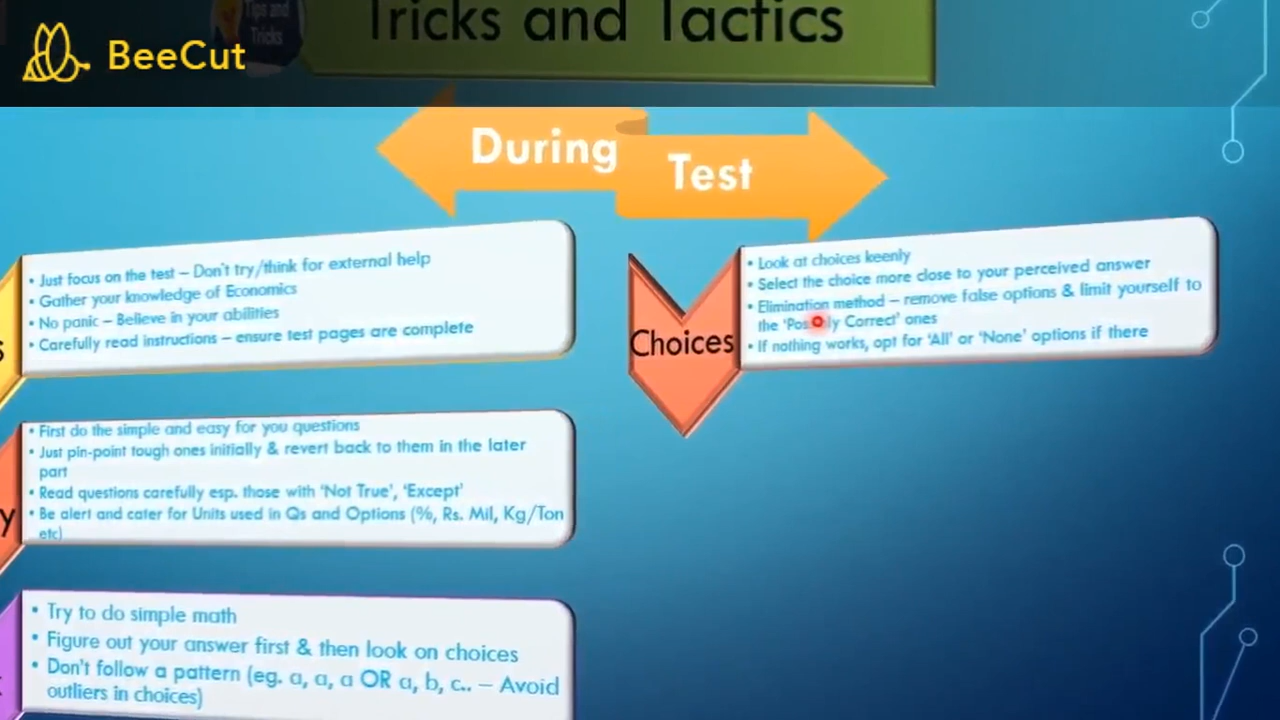 Tips and
Tricks
Tricks and Tactics
BeeCut
During
Test
• Just focus on the test – Don't try/think for external help
• Gather your knowledge of Economics
• No panic – Believe in your abilities
• Carefully read instructions – ensure test pages are complete
Choices
• Look at choices keenly
• Select the choice more close to your perceived answer
• Elimination method – remove false options & limit yourself to
the 'Possibly Correct' ones
• If nothing works, opt for 'All' or 'None' options if there
• First do the simple and easy for you questions
• Just pin-point tough ones initially & revert back to them in the later
part
• Read questions carefully esp. those with 'Not True', 'Except'
• Be alert and cater for Units used in Qs and Options (%, Rs. Mil, Kg/Ton
etc)
• Try to do simple math
• Figure out your answer first & then look on choices
• Don't follow a pattern (eg. a, a, a OR a, b, c.. – Avoid
outliers in choices)